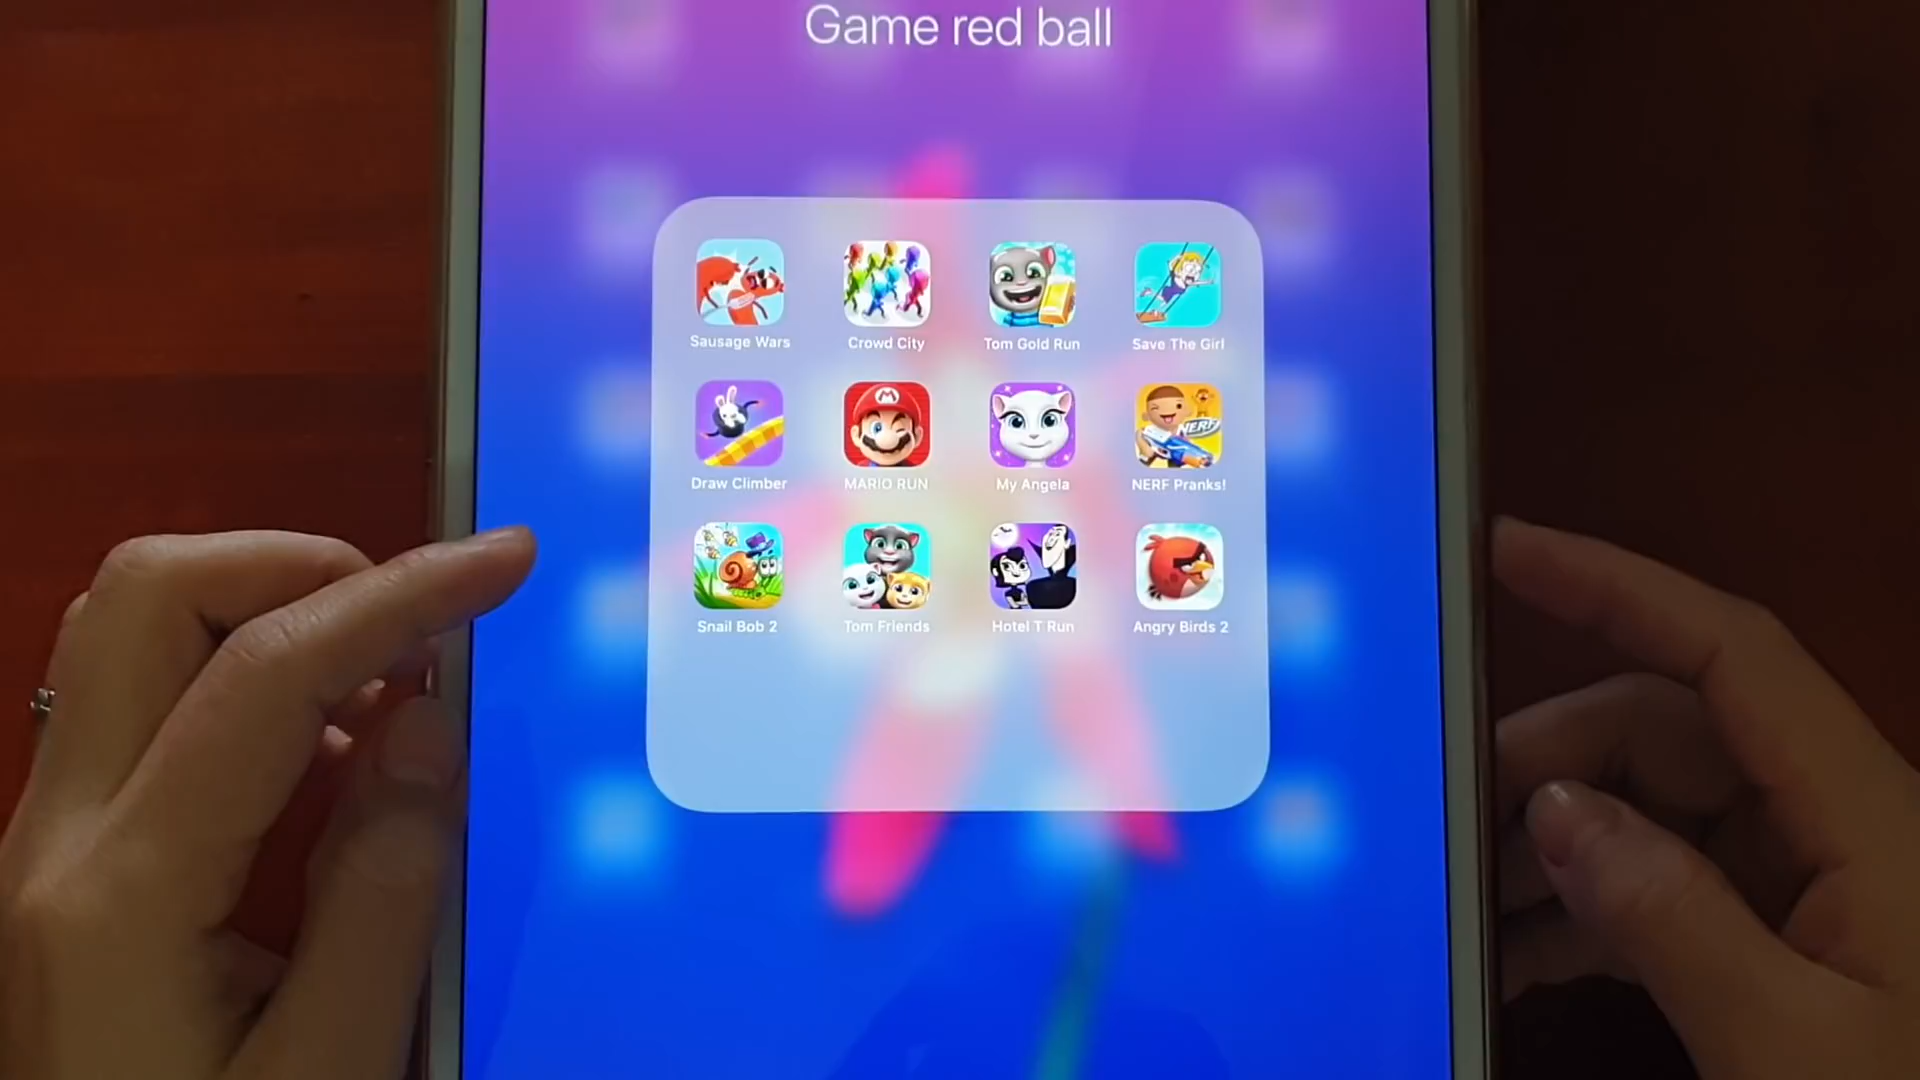 Game red ball
Sausage Wars
Crowd City
Tom Gold Run
Save The Girl
M
NERF
Draw Climber
MARIO RUN
My Angela
NERF Pranks!
Snail Bob 2
Tom Friends
Hotel T Run
Angry Birds 2